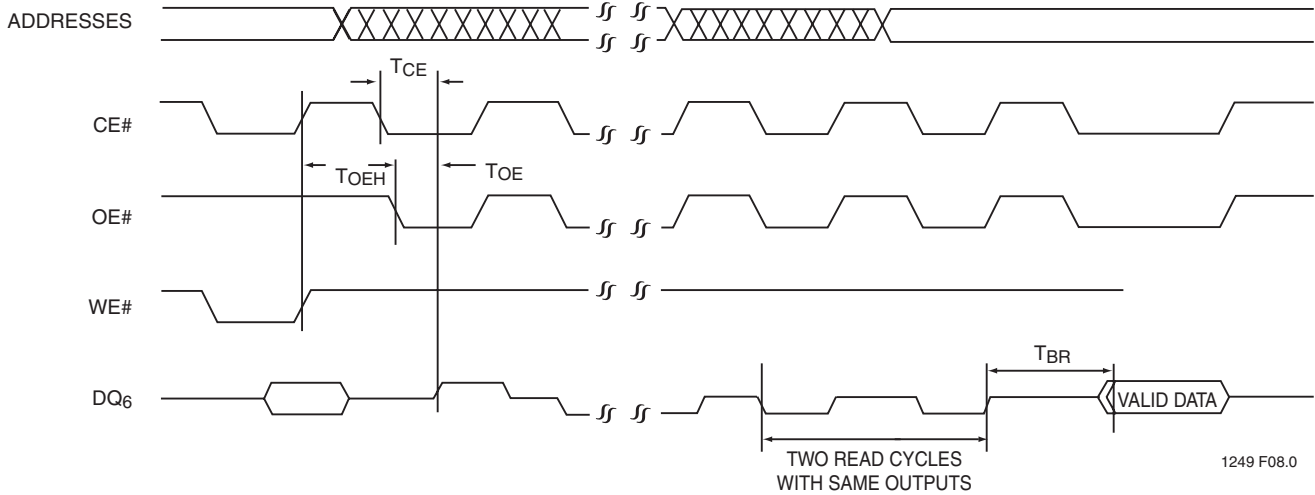 ADDRESSES
TCE
CE#
TOEH
TOE
OE#
WE#
TBR
DQ6
VALID DATA
TWO READ CYCLES
WITH SAME OUTPUTS
1249 F08.0